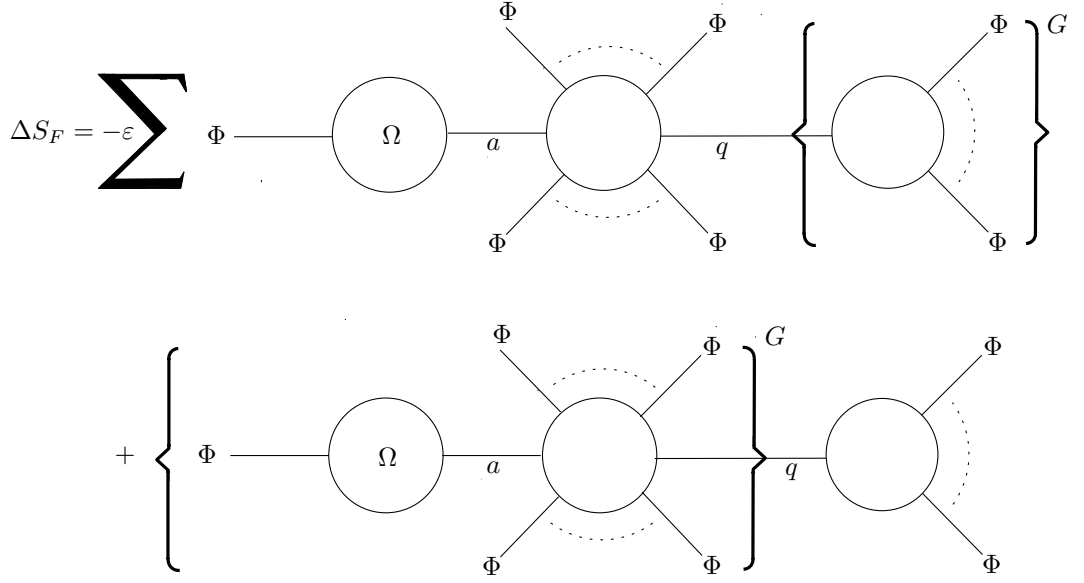 Φ Φ G
ΔS_F = −ε∑ Φ Ω a q
Φ Φ Φ
Φ Φ G Φ
+ Φ Ω a q
Φ Φ Φ